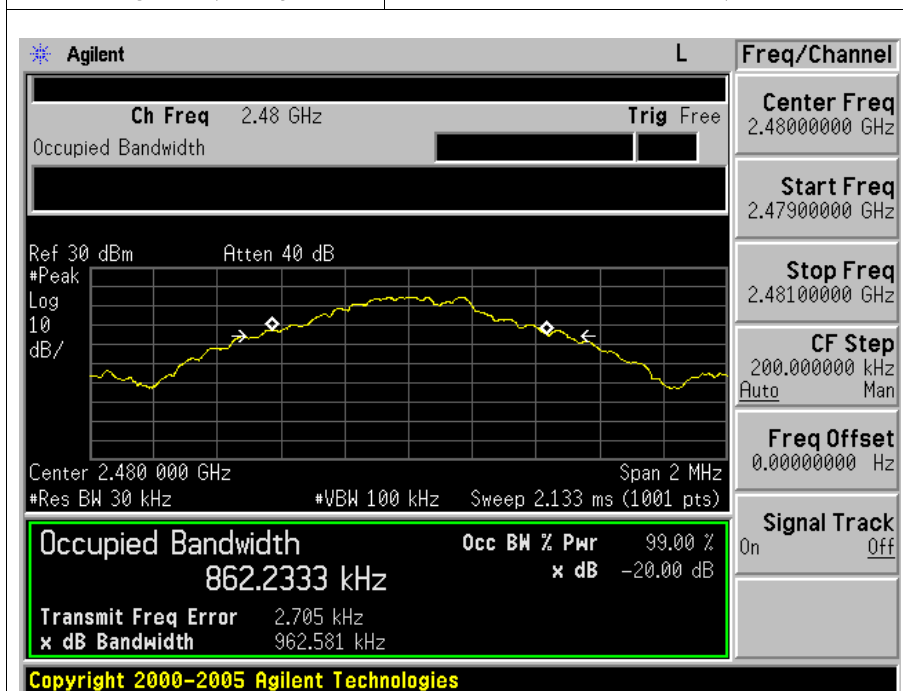 Agilent L Freq/Channel
Ch Freq 2.48 GHz Trig Free
Occupied Bandwidth
Center Freq
2.48000000 GHz
Start Freq
2.47900000 GHz
Stop Freq
2.48100000 GHz
CF Step
200.000000 kHz
Auto Man
Freq Offset
0.00000000 Hz
Signal Track
On Off
Ref 30 dBm Atten 40 dB
#Peak
Log
10
dB/
Center 2.480 000 GHz Span 2 MHz
#Res BW 30 kHz #VBW 100 kHz Sweep 2.133 ms (1001 pts)
Occupied Bandwidth Occ BW % Pwr 99.00 %
862.2333 kHz x dB -20.00 dB
Transmit Freq Error 2.705 kHz
x dB Bandwidth 962.581 kHz
Copyright 2000-2005 Agilent Technologies